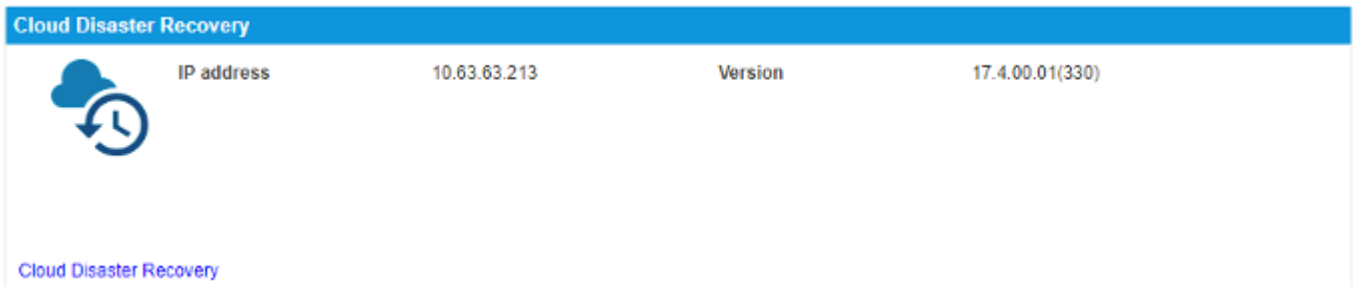 Cloud Disaster Recovery
IP address 10.63.63.213 Version 17.4.00.01(330)
Cloud Disaster Recovery